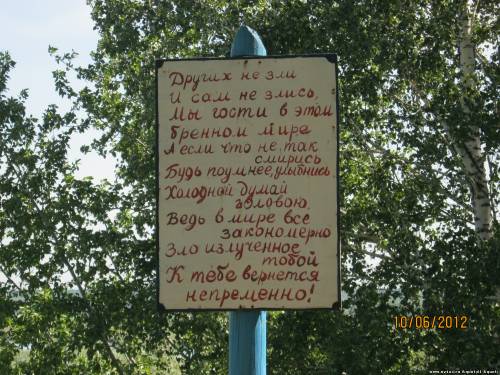 Других не зли
И сам не злись,
Мы гости в этом
бренном мире
А если что не так
смирись
Будь поумнее, улыбнись.
Холодной думай
головою.
Ведь в мире все
закономерно
Зло излученное
тобой
К тебе вернется
непременно!
10/06/2012